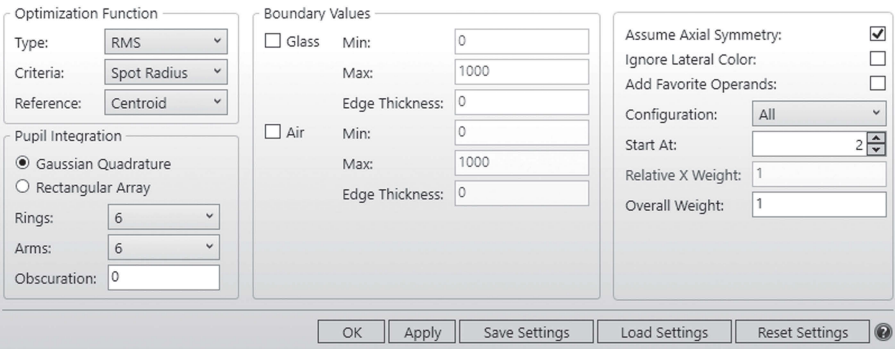 Optimization Function
Type: RMS
Criteria: Spot Radius
Reference: Centroid
Pupil Integration
Gaussian Quadrature
Rectangular Array
Rings: 6
Arms: 6
Obscuration: 0
Boundary Values
Glass Min: 0
Max: 1000
Edge Thickness: 0
Air Min: 0
Max: 1000
Edge Thickness: 0
Assume Axial Symmetry:
Ignore Lateral Color:
Add Favorite Operands:
Configuration: All
Start At: 2
Relative X Weight: 1
Overall Weight: 1
OK Apply Save Settings Load Settings Reset Settings ?